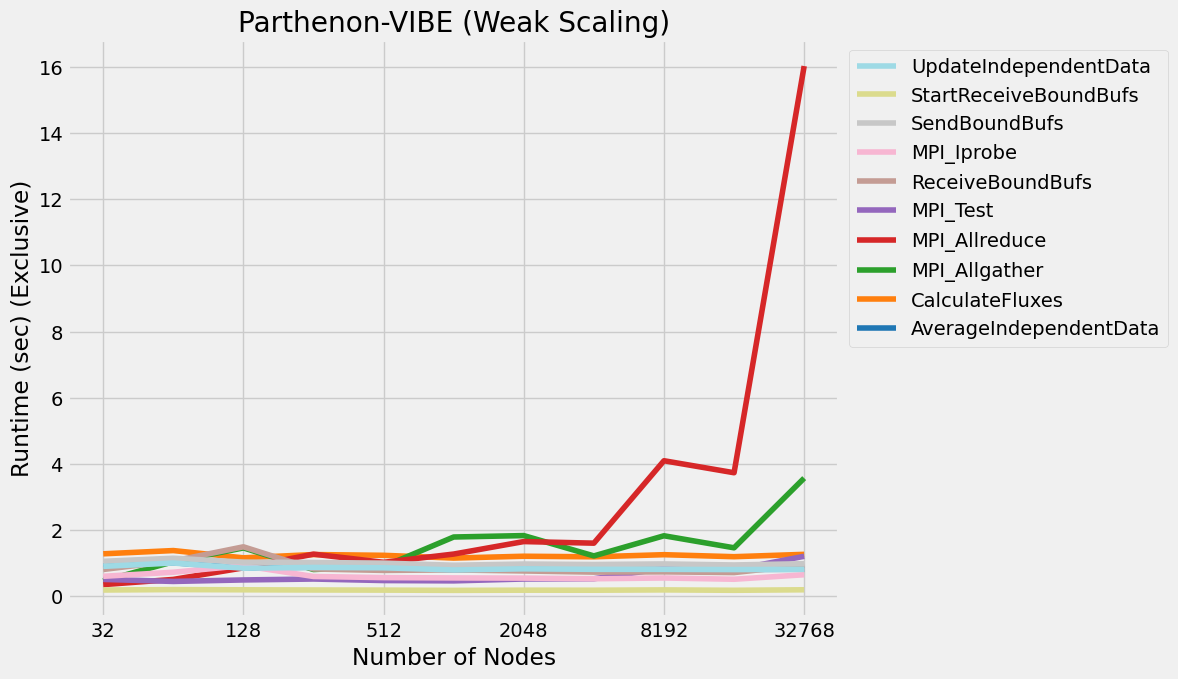 Parthenon-VIBE (Weak Scaling)
16
14
12
10
8
6
4
2
0
Runtime (sec) (Exclusive)
32 128 512 2048 8192 32768
Number of Nodes
UpdateIndependentData
StartReceiveBoundBufs
SendBoundBufs
MPI_Iprobe
ReceiveBoundBufs
MPI_Test
MPI_Allreduce
MPI_Allgather
CalculateFluxes
AverageIndependentData